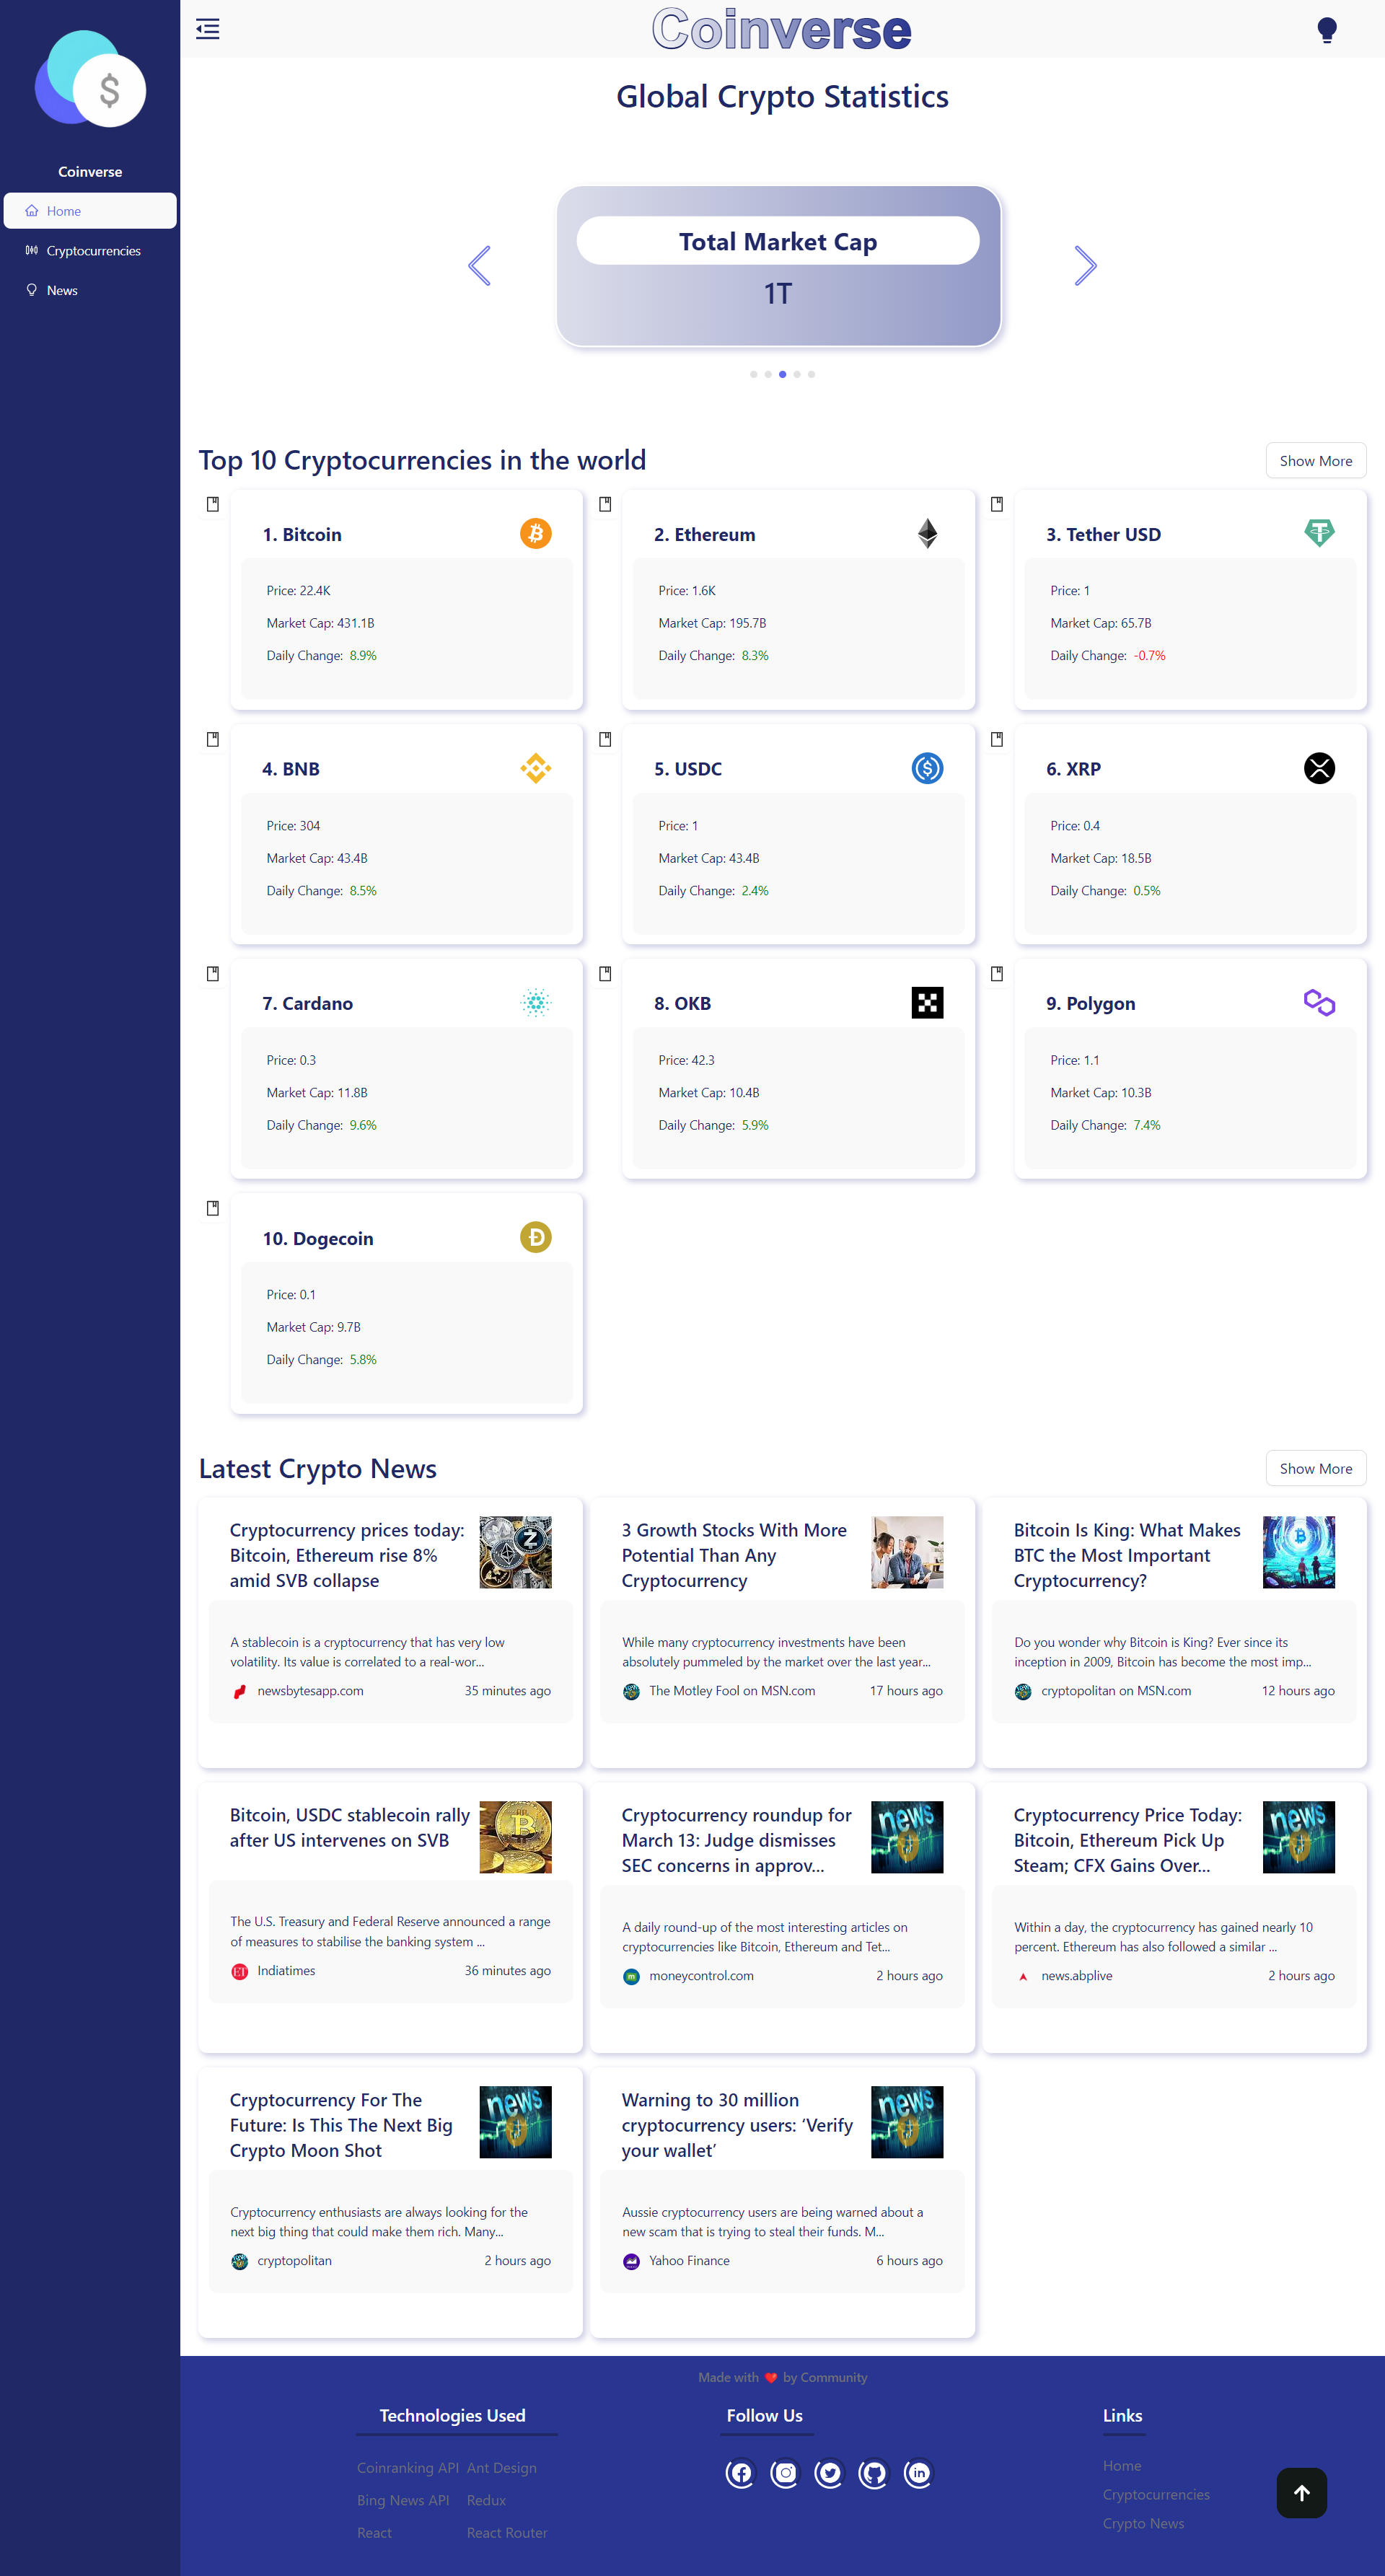 Coinverse
Coinverse
Home
Cryptocurrencies
News
Global Crypto Statistics
Total Market Cap
1T
Top 10 Cryptocurrencies in the world
Show More
1. Bitcoin
Price: 22.4K
Market Cap: 431.1B
Daily Change: 8.9%
2. Ethereum
Price: 1.6K
Market Cap: 195.7B
Daily Change: 8.3%
3. Tether USD
Price: 1
Market Cap: 65.7B
Daily Change: -0.7%
4. BNB
Price: 304
Market Cap: 43.4B
Daily Change: 8.5%
5. USDC
Price: 1
Market Cap: 43.4B
Daily Change: 2.4%
6. XRP
Price: 0.4
Market Cap: 18.5B
Daily Change: 0.5%
7. Cardano
Price: 0.3
Market Cap: 11.8B
Daily Change: 9.6%
8. OKB
Price: 42.3
Market Cap: 10.4B
Daily Change: 5.9%
9. Polygon
Price: 1.1
Market Cap: 10.3B
Daily Change: 7.4%
10. Dogecoin
Price: 0.1
Market Cap: 9.7B
Daily Change: 5.8%
Latest Crypto News
Show More
Cryptocurrency prices today:
Bitcoin, Ethereum rise 8%
amid SVB collapse
A stablecoin is a cryptocurrency that has very low
volatility. Its value is correlated to a real-wor...
newsbytesapp.com
35 minutes ago
3 Growth Stocks With More
Potential Than Any
Cryptocurrency
While many cryptocurrency investments have been
absolutely pummeled by the market over the last year...
The Motley Fool on MSN.com
17 hours ago
Bitcoin Is King: What Makes
BTC the Most Important
Cryptocurrency?
Do you wonder why Bitcoin is King? Ever since its
inception in 2009, Bitcoin has become the most imp...
cryptopolitan on MSN.com
12 hours ago
Bitcoin, USDC stablecoin rally
after US intervenes on SVB
The U.S. Treasury and Federal Reserve announced a range
of measures to stabilise the banking system ...
ET
Indiatimes
36 minutes ago
Cryptocurrency roundup for
March 13: Judge dismisses
SEC concerns in approv...
news
A daily round-up of the most interesting articles on
cryptocurrencies like Bitcoin, Ethereum and Tet...
m
moneycontrol.com
2 hours ago
Cryptocurrency Price Today:
Bitcoin, Ethereum Pick Up
Steam; CFX Gains Over...
news
Within a day, the cryptocurrency has gained nearly 10
percent. Ethereum has also followed a similar ...
news.abplive
2 hours ago
Cryptocurrency For The
Future: Is This The Next Big
Crypto Moon Shot
news
Cryptocurrency enthusiasts are always looking for the
next big thing that could make them rich. Many...
cryptopolitan
2 hours ago
Warning to 30 million
cryptocurrency users: ‘Verify
your wallet’
news
Aussie cryptocurrency users are being warned about a
new scam that is trying to steal their funds. M...
Yahoo Finance
6 hours ago
Made with ❤️ by Community
Technologies Used
Coinranking API
Ant Design
Bing News API
Redux
React
React Router
Follow Us
Links
Home
Cryptocurrencies
Crypto News